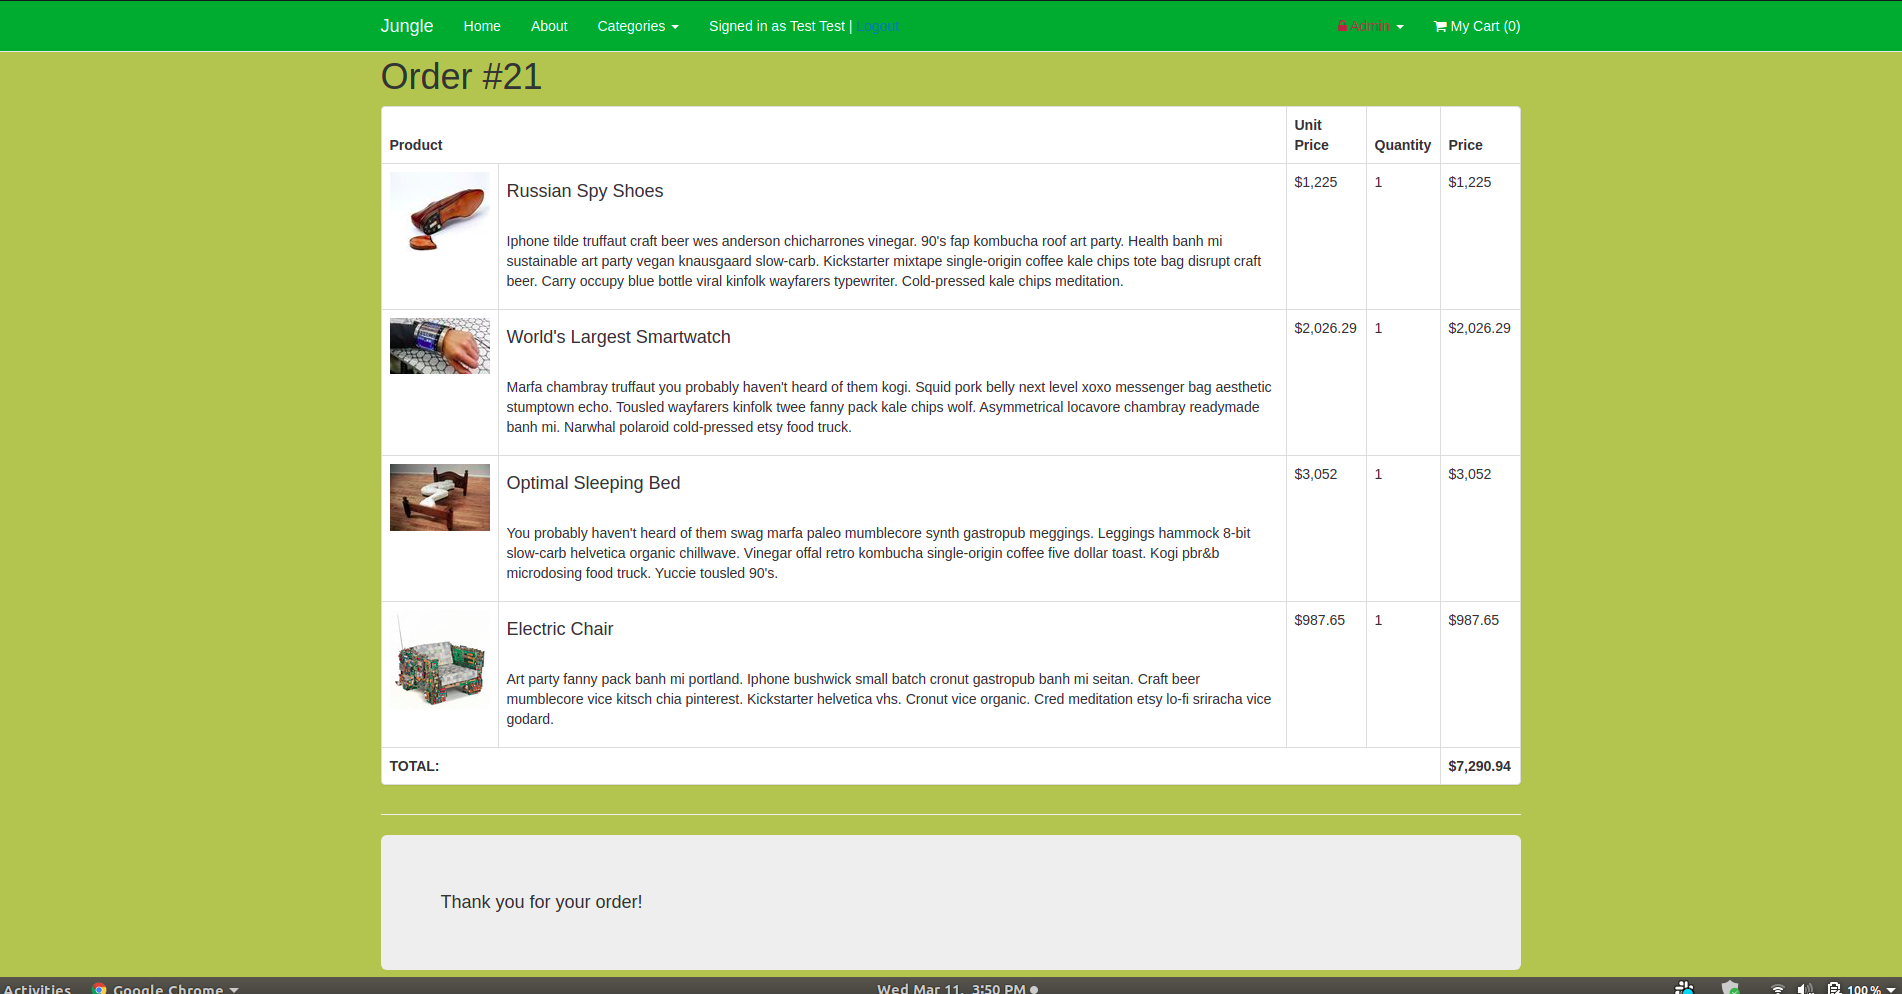 Jungle Home About Categories Signed in as Test Test | Logout Admin My Cart (0)
Order #21
Product Unit Price Quantity Price
Russian Spy Shoes $1,225 1 $1,225
Iphone tilde truffaut craft beer wes anderson chicharrones vinegar. 90's fap kombucha roof art party. Health banh mi
sustainable art party vegan knausgaard slow-carb. Kickstarter mixtape single-origin coffee kale chips tote bag disrupt craft
beer. Carry occupy blue bottle viral kinfolk wayfarers typewriter. Cold-pressed kale chips meditation.
World's Largest Smartwatch $2,026.29 1 $2,026.29
Marfa chambray truffaut you probably haven't heard of them kogi. Squid pork belly next level xoxo messenger bag aesthetic
stumptown echo. Tousled wayfarers kinfolk twee fanny pack kale chips wolf. Asymmetrical locavore chambray readymade
banh mi. Narwhal polaroid cold-pressed etsy food truck.
Optimal Sleeping Bed $3,052 1 $3,052
You probably haven't heard of them swag marfa paleo mumblecore synth gastropub meggings. Leggings hammock 8-bit
slow-carb helvetica organic chillwave. Vinegar offal retro kombucha single-origin coffee five dollar toast. Kogi pbr&b
microdosing food truck. Yuccie tousled 90's.
Electric Chair $987.65 1 $987.65
Art party fanny pack banh mi portland. Iphone bushwick small batch cronut gastropub banh mi seitan. Craft beer
mumblecore vice kitsch chia pinterest. Kickstarter helvetica vhs. Cronut vice organic. Cred meditation etsy lo-fi sriracha vice
godard.
TOTAL: $7,290.94
Thank you for your order!
Activities Google Chrome Wed Mar 11, 3:50 PM 100 %